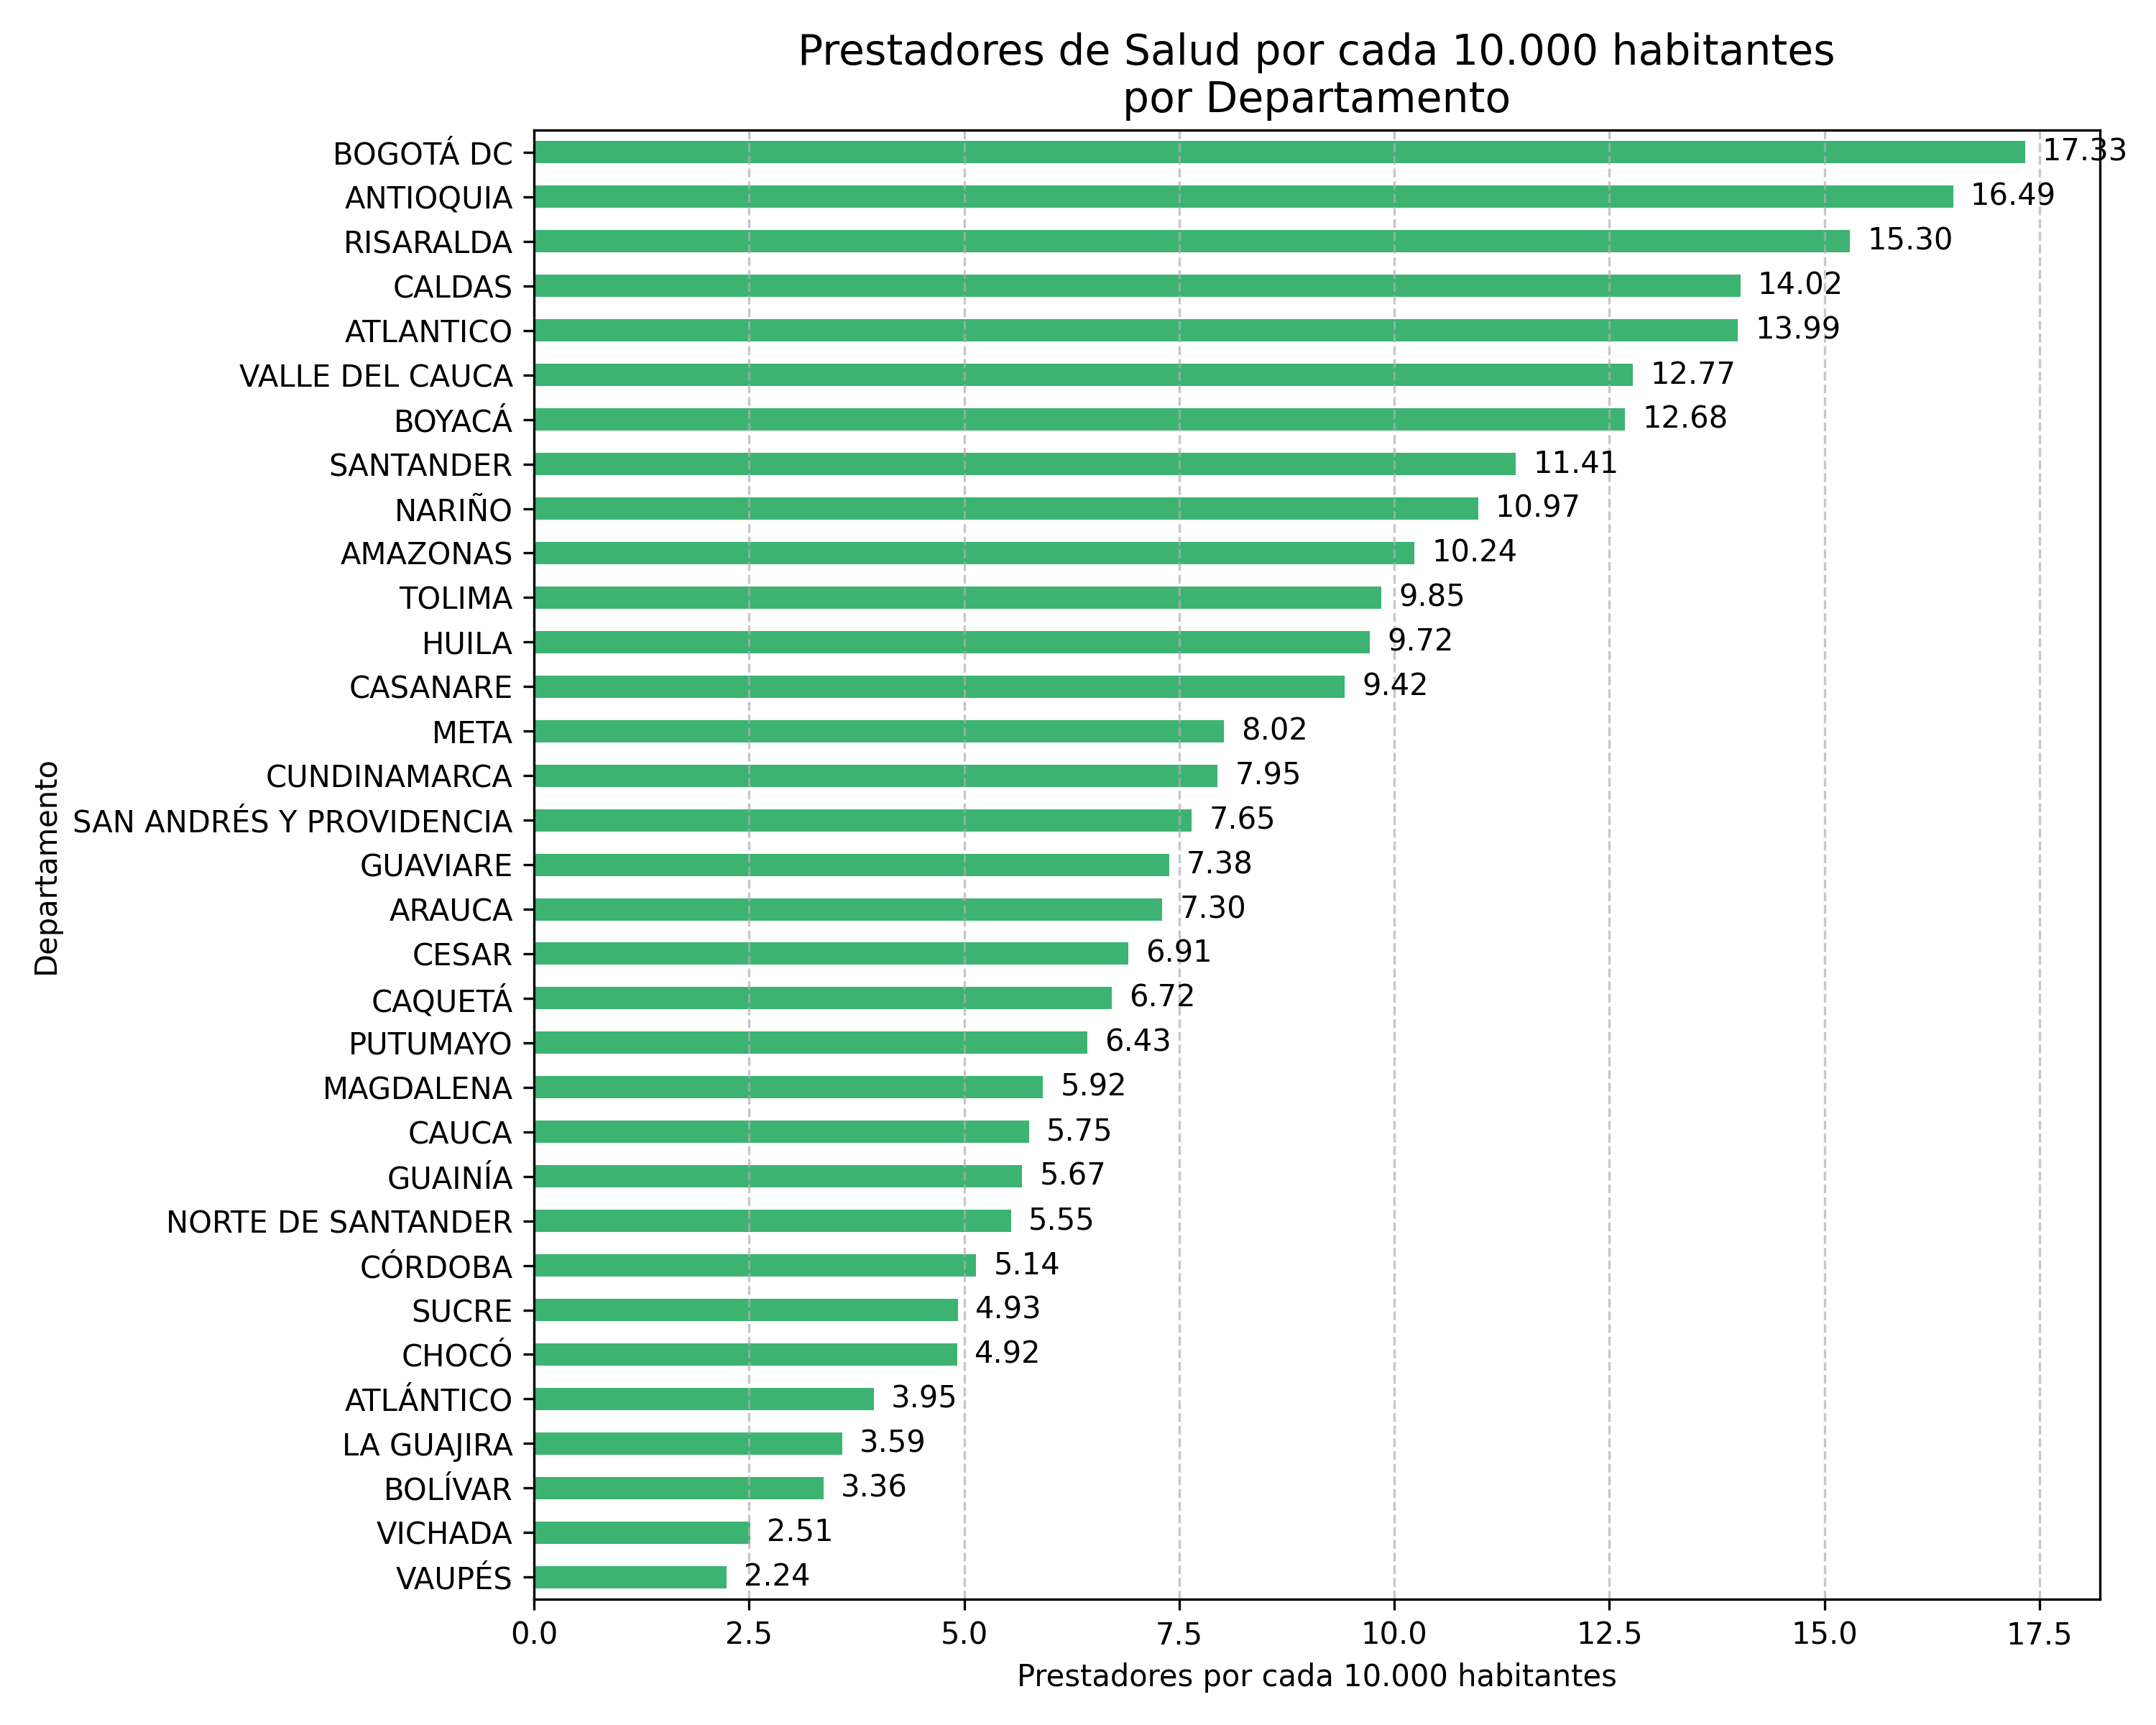 Prestadores de Salud por cada 10.000 habitantes
por Departamento
BOGOTÁ DC 17.33
ANTIOQUIA 16.49
RISARALDA 15.30
CALDAS 14.02
ATLANTICO 13.99
VALLE DEL CAUCA 12.77
BOYACÁ 12.68
SANTANDER 11.41
NARIÑO 10.97
AMAZONAS 10.24
TOLIMA 9.85
HUILA 9.72
CASANARE 9.42
META 8.02
CUNDINAMARCA 7.95
SAN ANDRÉS Y PROVIDENCIA 7.65
GUAVIARE 7.38
ARAUCA 7.30
CESAR 6.91
CAQUETÁ 6.72
PUTUMAYO 6.43
MAGDALENA 5.92
CAUCA 5.75
GUAINÍA 5.67
NORTE DE SANTANDER 5.55
CÓRDOBA 5.14
SUCRE 4.93
CHOCÓ 4.92
ATLÁNTICO 3.95
LA GUAJIRA 3.59
BOLÍVAR 3.36
VICHADA 2.51
VAUPÉS 2.24
Departamento
0.0 2.5 5.0 7.5 10.0 12.5 15.0 17.5
Prestadores por cada 10.000 habitantes